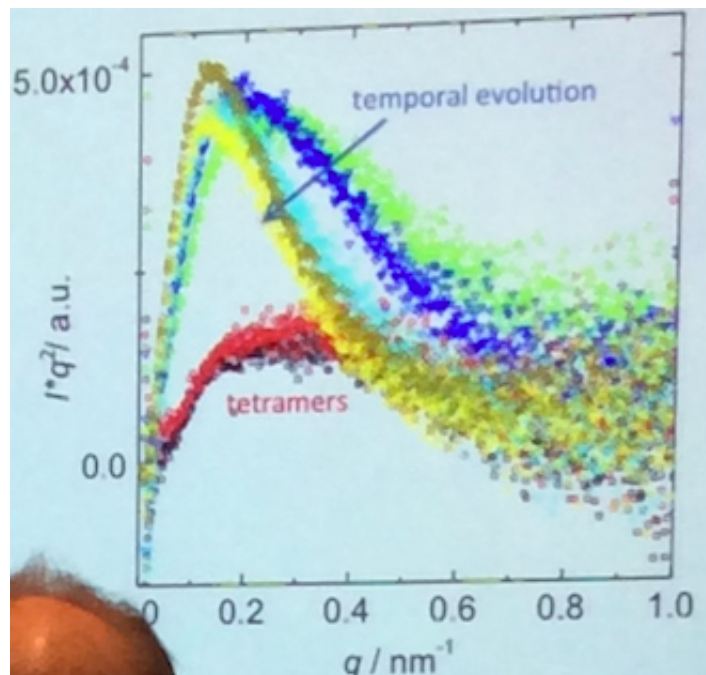 5.0x10⁻⁴
temporal evolution
I*q²/ a.u.
tetramers
0.0
0 0.2 0.4 0.6 0.8 1.0
q / nm⁻¹